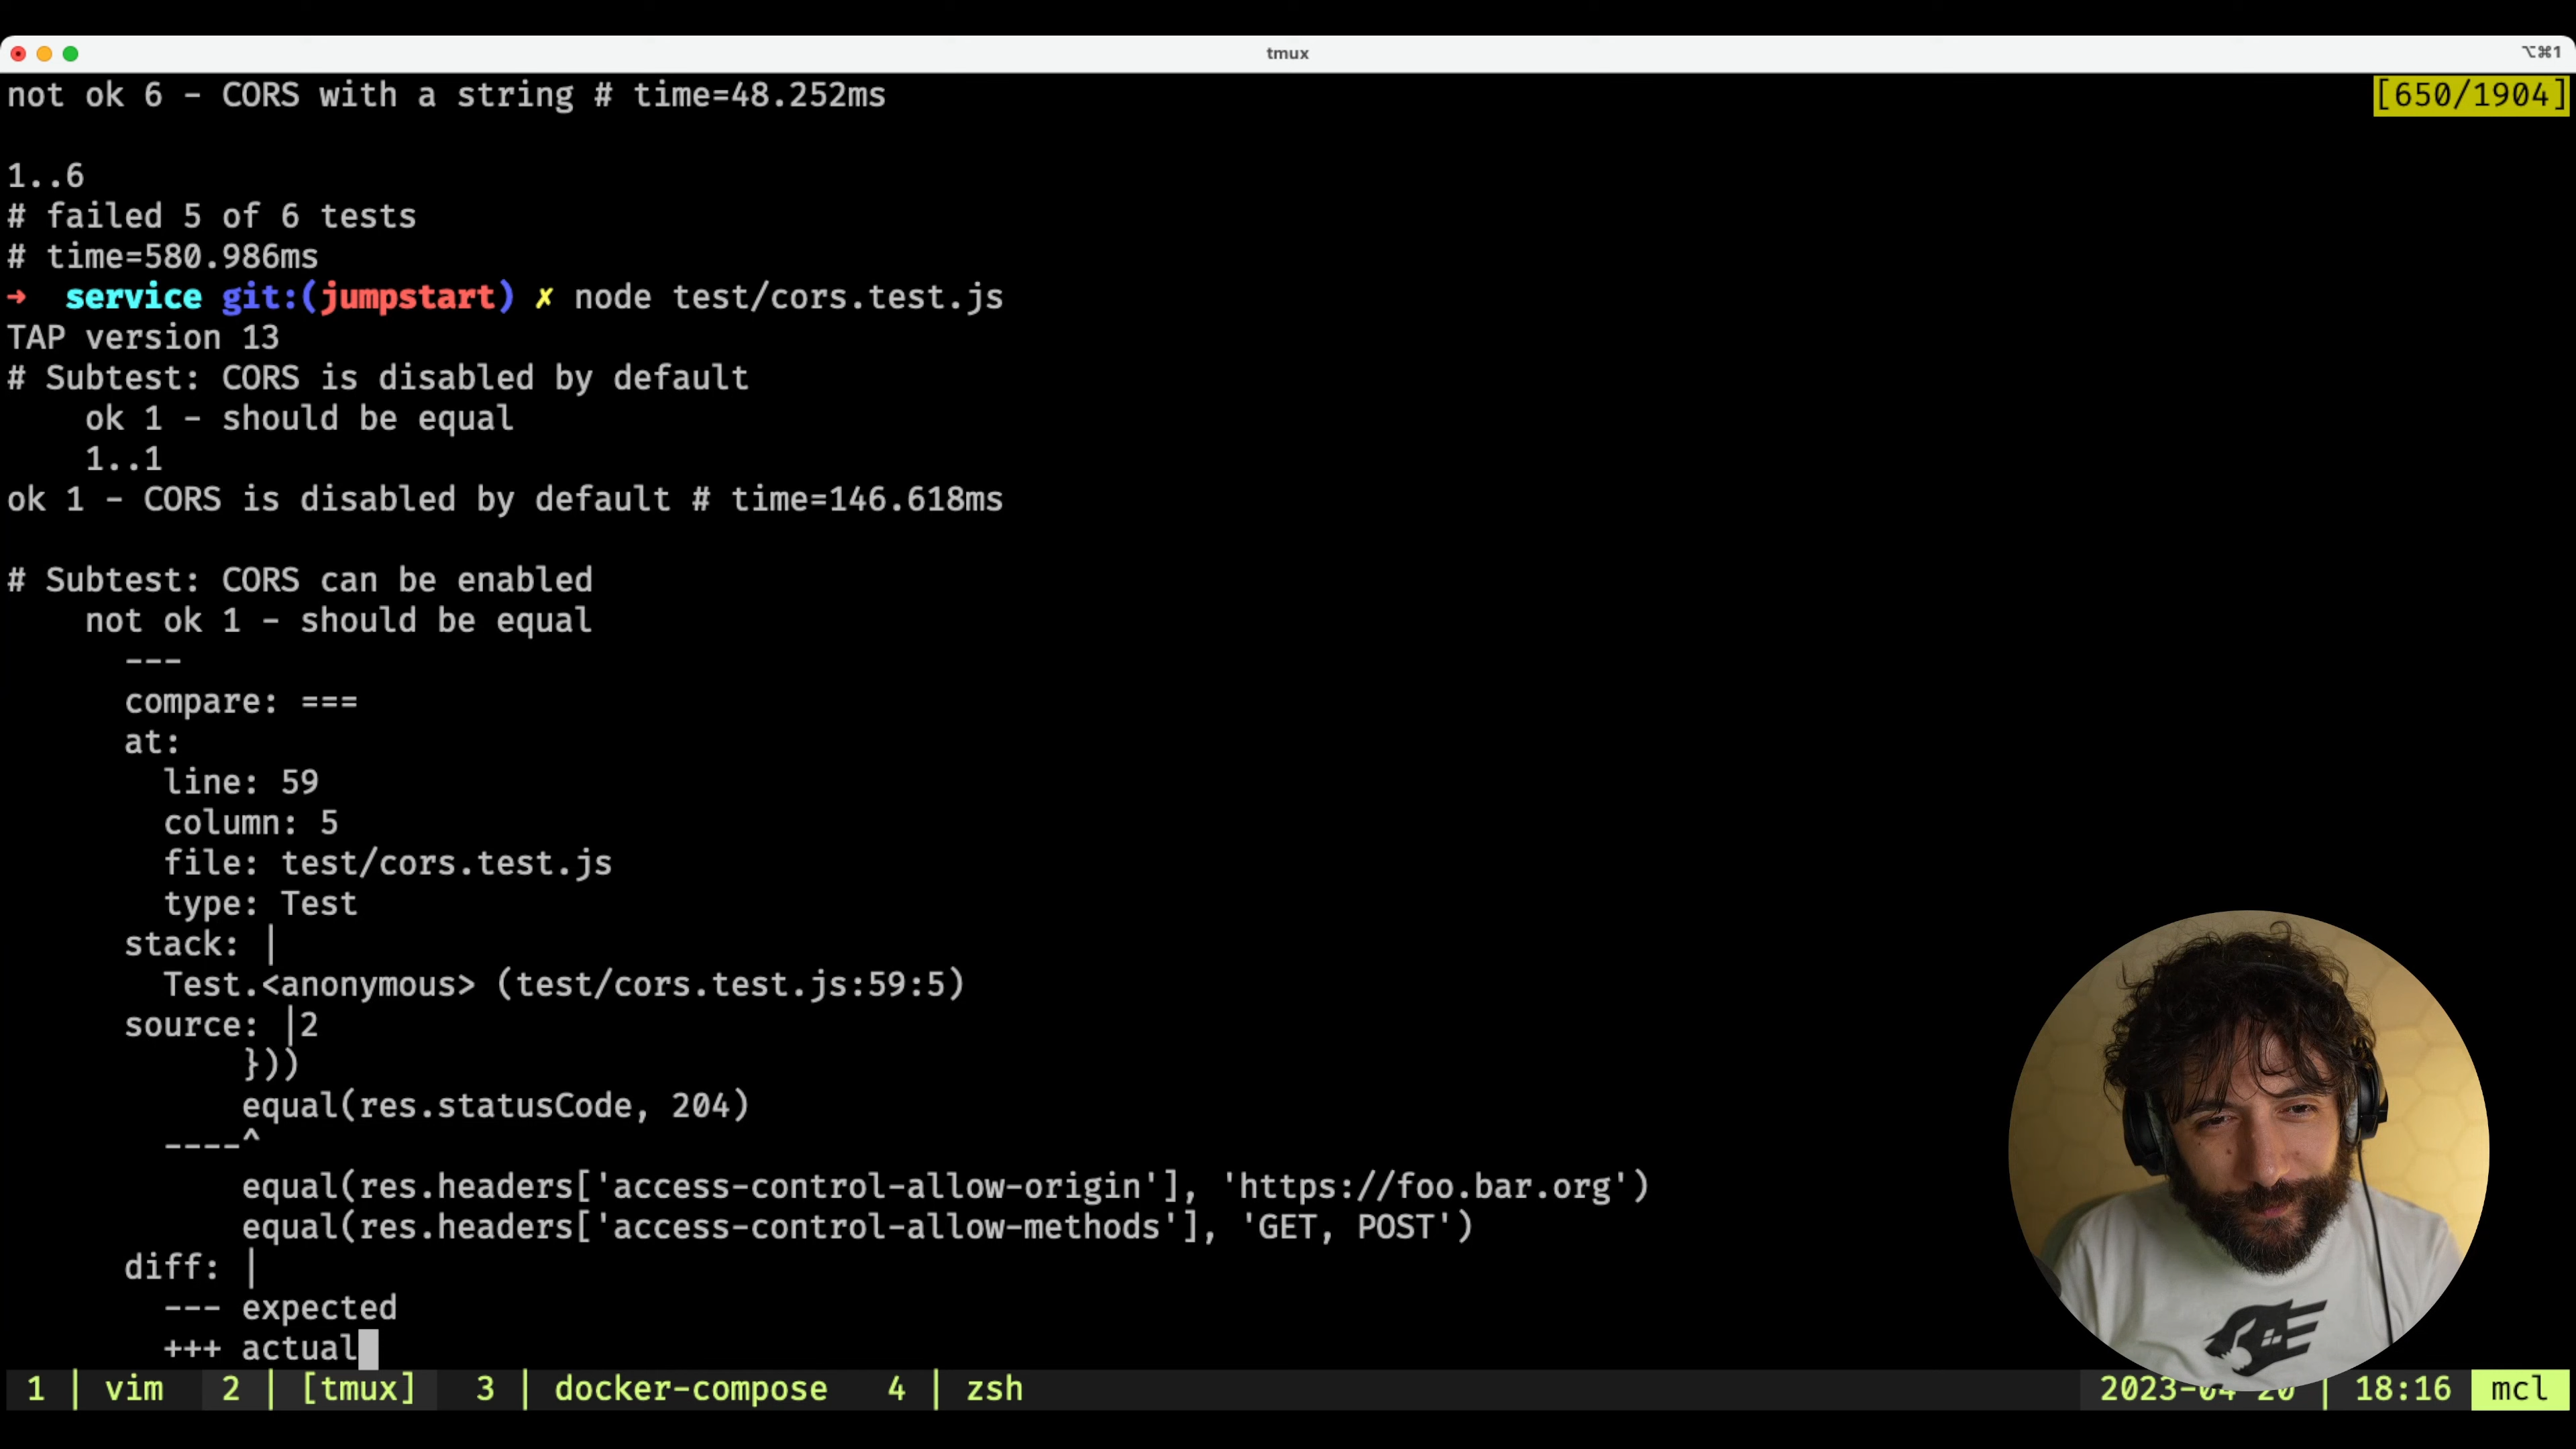 tmux
⌥⌘1
not ok 6 - CORS with a string # time=48.252ms
[650/1904]
1..6
# failed 5 of 6 tests
# time=580.986ms
➜ service git:(jumpstart) ✗ node test/cors.test.js
TAP version 13
# Subtest: CORS is disabled by default
ok 1 - should be equal
1..1
ok 1 - CORS is disabled by default # time=146.618ms
# Subtest: CORS can be enabled
not ok 1 - should be equal
---
compare: ===
at:
line: 59
column: 5
file: test/cors.test.js
type: Test
stack: |
Test.<anonymous> (test/cors.test.js:59:5)
source: |2
}))
equal(res.statusCode, 204)
----^
equal(res.headers['access-control-allow-origin'], 'https://foo.bar.org')
equal(res.headers['access-control-allow-methods'], 'GET, POST')
diff: |
--- expected
+++ actual
1 | vim 2 | [tmux] 3 | docker-compose 4 | zsh 2023-04-20 | 18:16 mcl